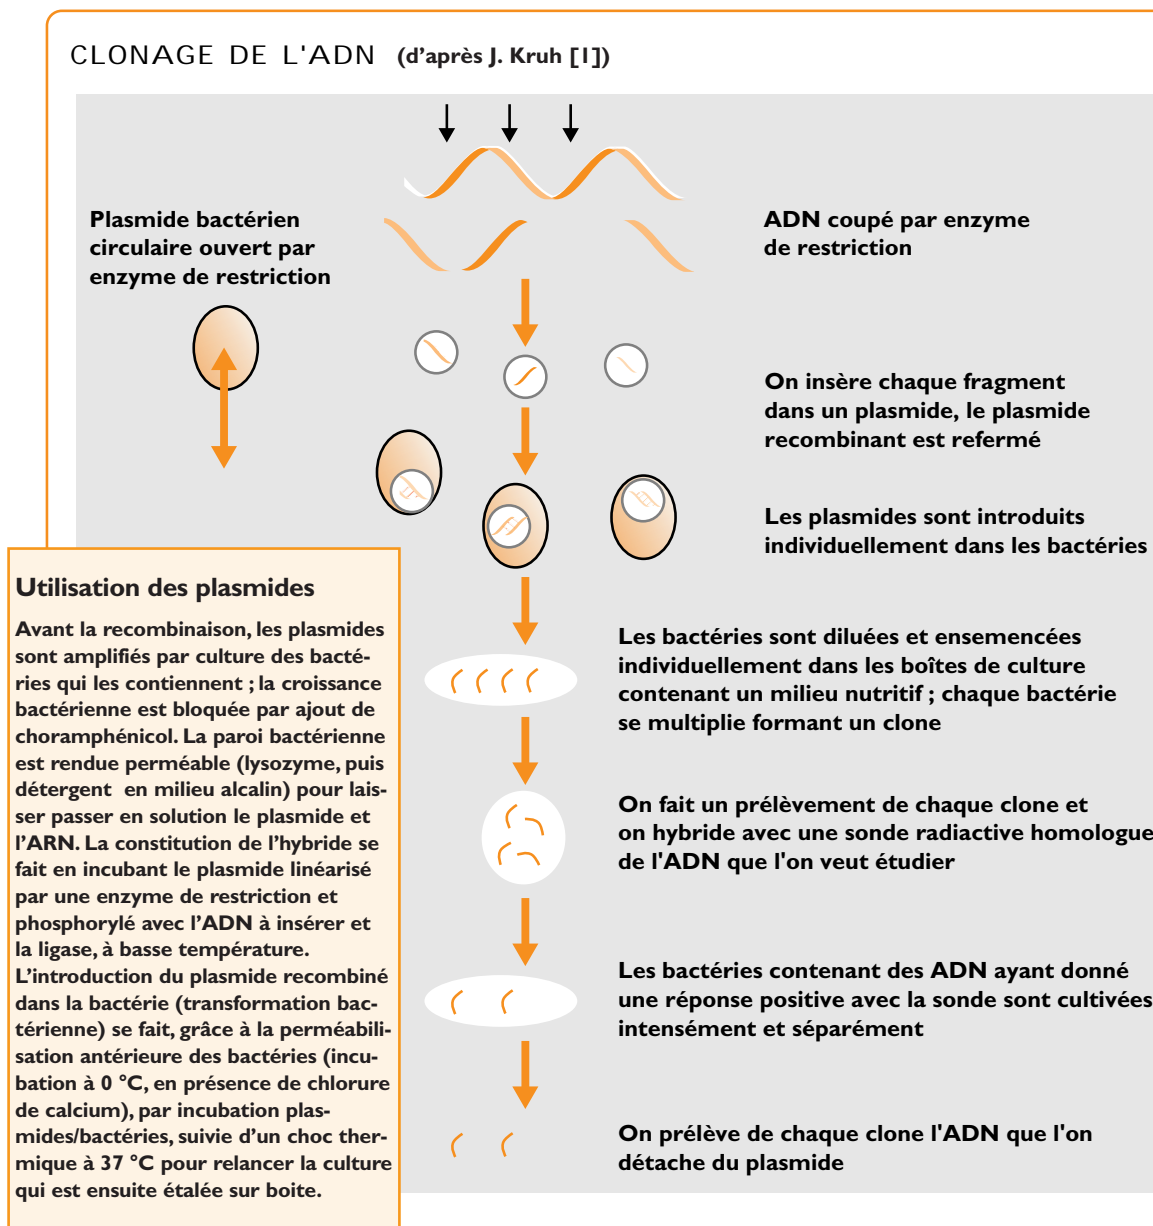 CLONAGE DE L'ADN (d'après J. Kruh [1])
Plasmide bactérien
circulaire ouvert par
enzyme de restriction
ADN coupé par enzyme
de restriction
On insère chaque fragment
dans un plasmide, le plasmide
recombinant est refermé
Les plasmides sont introduits
individuellement dans les bactéries
Les bactéries sont diluées et ensemencées
individuellement dans les boîtes de culture
contenant un milieu nutritif ; chaque bactérie
se multiplie formant un clone
On fait un prélèvement de chaque clone et
on hybride avec une sonde radiactive homologue
de l'ADN que l'on veut étudier
Les bactéries contenant des ADN ayant donné
une réponse positive avec la sonde sont cultivées
intensément et séparément
On prélève de chaque clone l'ADN que l'on
détache du plasmide
Utilisation des plasmides
Avant la recombinaison, les plasmides
sont amplifiés par culture des bacté-
ries qui les contiennent ; la croissance
bactérienne est bloquée par ajout de
choramphénicol. La paroi bactérienne
est rendue perméable (lysozyme, puis
détergent en milieu alcalin) pour lais-
ser passer en solution le plasmide et
l'ARN. La constitution de l'hybride se
fait en incubant le plasmide linéarisé
par une enzyme de restriction et
phosphorylé avec l'ADN à insérer et
la ligase, à basse température.
L'introduction du plasmide recombiné
dans la bactérie (transformation bac-
térienne) se fait, grâce à la perméabili-
sation antérieure des bactéries (incu-
bation à 0 °C, en présence de chlorure
de calcium), par incubation plas-
mides/bactéries, suivie d'un choc ther-
mique à 37 °C pour relancer la culture
qui est ensuite étalée sur boite.